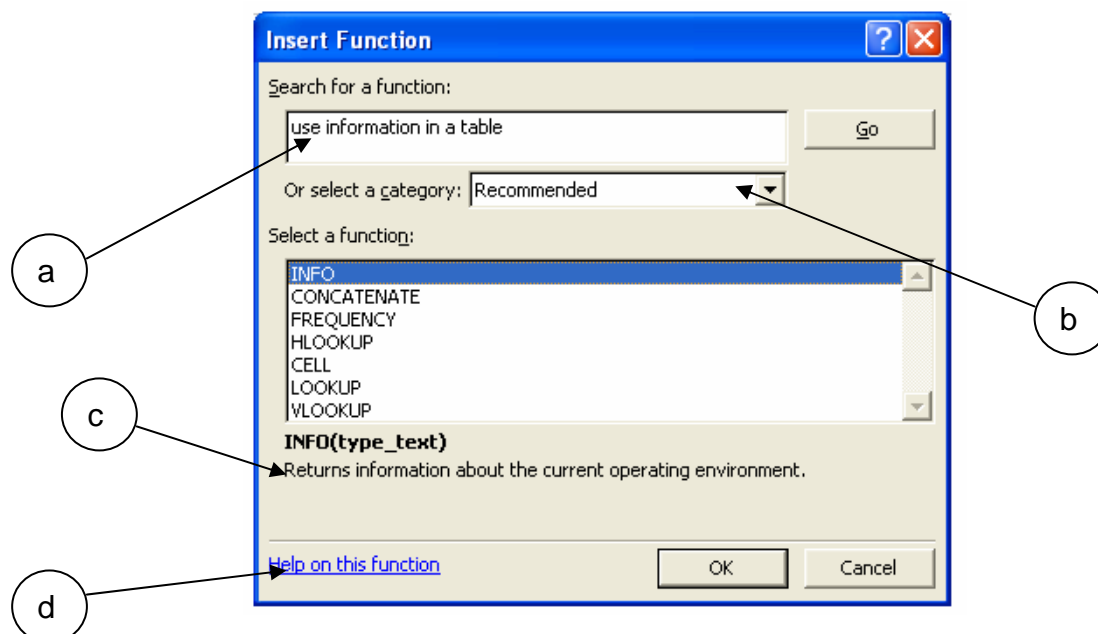 Insert Function
?
Search for a function:
use information in a table
Go
Or select a category: Recommended
a
Select a function:
INFO
CONCATENATE
FREQUENCY
HLOOKUP
CELL
LOOKUP
VLOOKUP
b
c
INFO(type_text)
Returns information about the current operating environment.
Help on this function
OK
Cancel
d